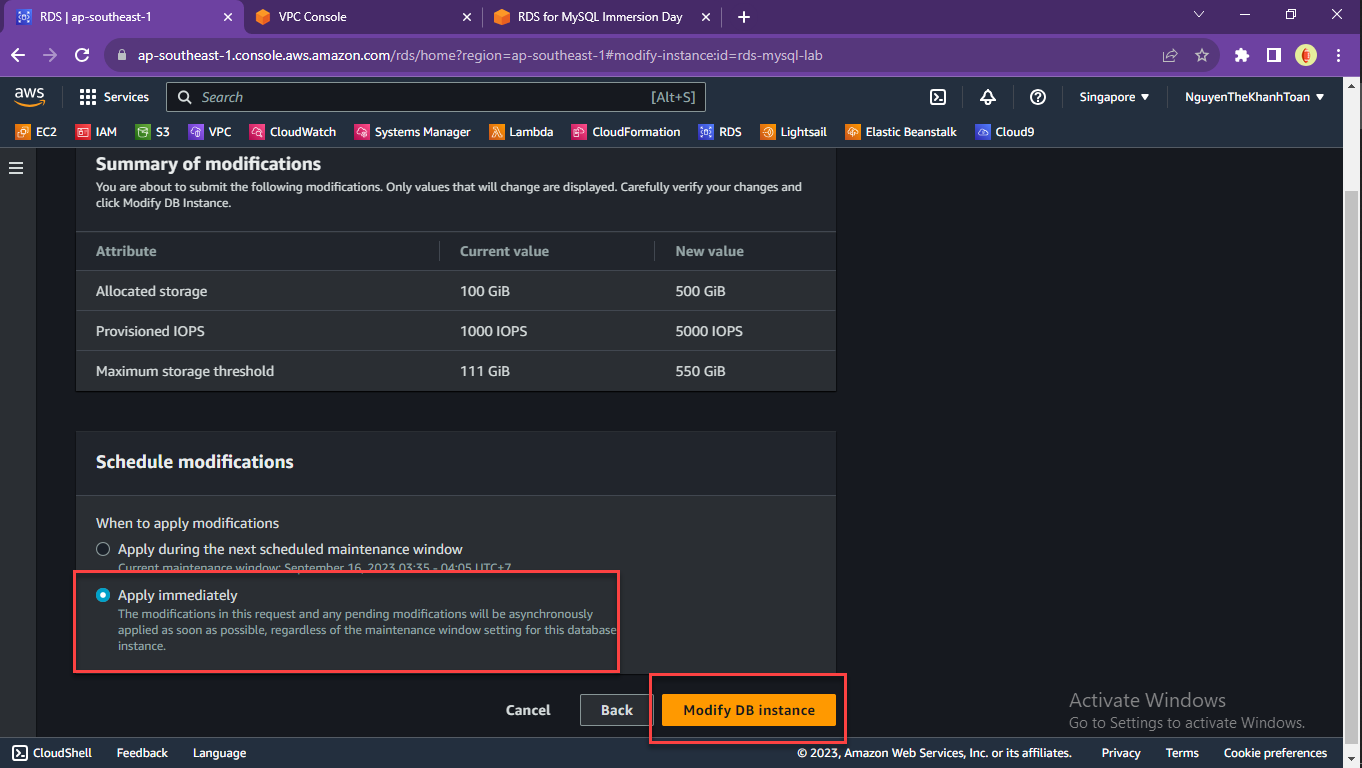 RDS | ap-southeast-1
VPC Console
RDS for MySQL Immersion Day
ap-southeast-1.console.aws.amazon.com/rds/home?region=ap-southeast-1#modify-instance:id=rds-mysql-lab
aws
Services
Search
[Alt+S]
Singapore
NguyenTheKhanhToan
EC2
IAM
S3
VPC
CloudWatch
Systems Manager
Lambda
CloudFormation
RDS
Lightsail
Elastic Beanstalk
Cloud9
Summary of modifications
You are about to submit the following modifications. Only values that will change are displayed. Carefully verify your changes and
click Modify DB Instance.
Attribute Current value New value
Allocated storage 100 GiB 500 GiB
Provisioned IOPS 1000 IOPS 5000 IOPS
Maximum storage threshold 111 GiB 550 GiB
Schedule modifications
When to apply modifications
Apply during the next scheduled maintenance window
Current maintenance window: September 16, 2023 03:35 - 04:05 UTC+7
Apply immediately
The modifications in this request and any pending modifications will be asynchronously
applied as soon as possible, regardless of the maintenance window setting for this database
instance.
Cancel
Back
Modify DB instance
Activate Windows
Go to Settings to activate Windows.
CloudShell
Feedback
Language
© 2023, Amazon Web Services, Inc. or its affiliates.
Privacy
Terms
Cookie preferences